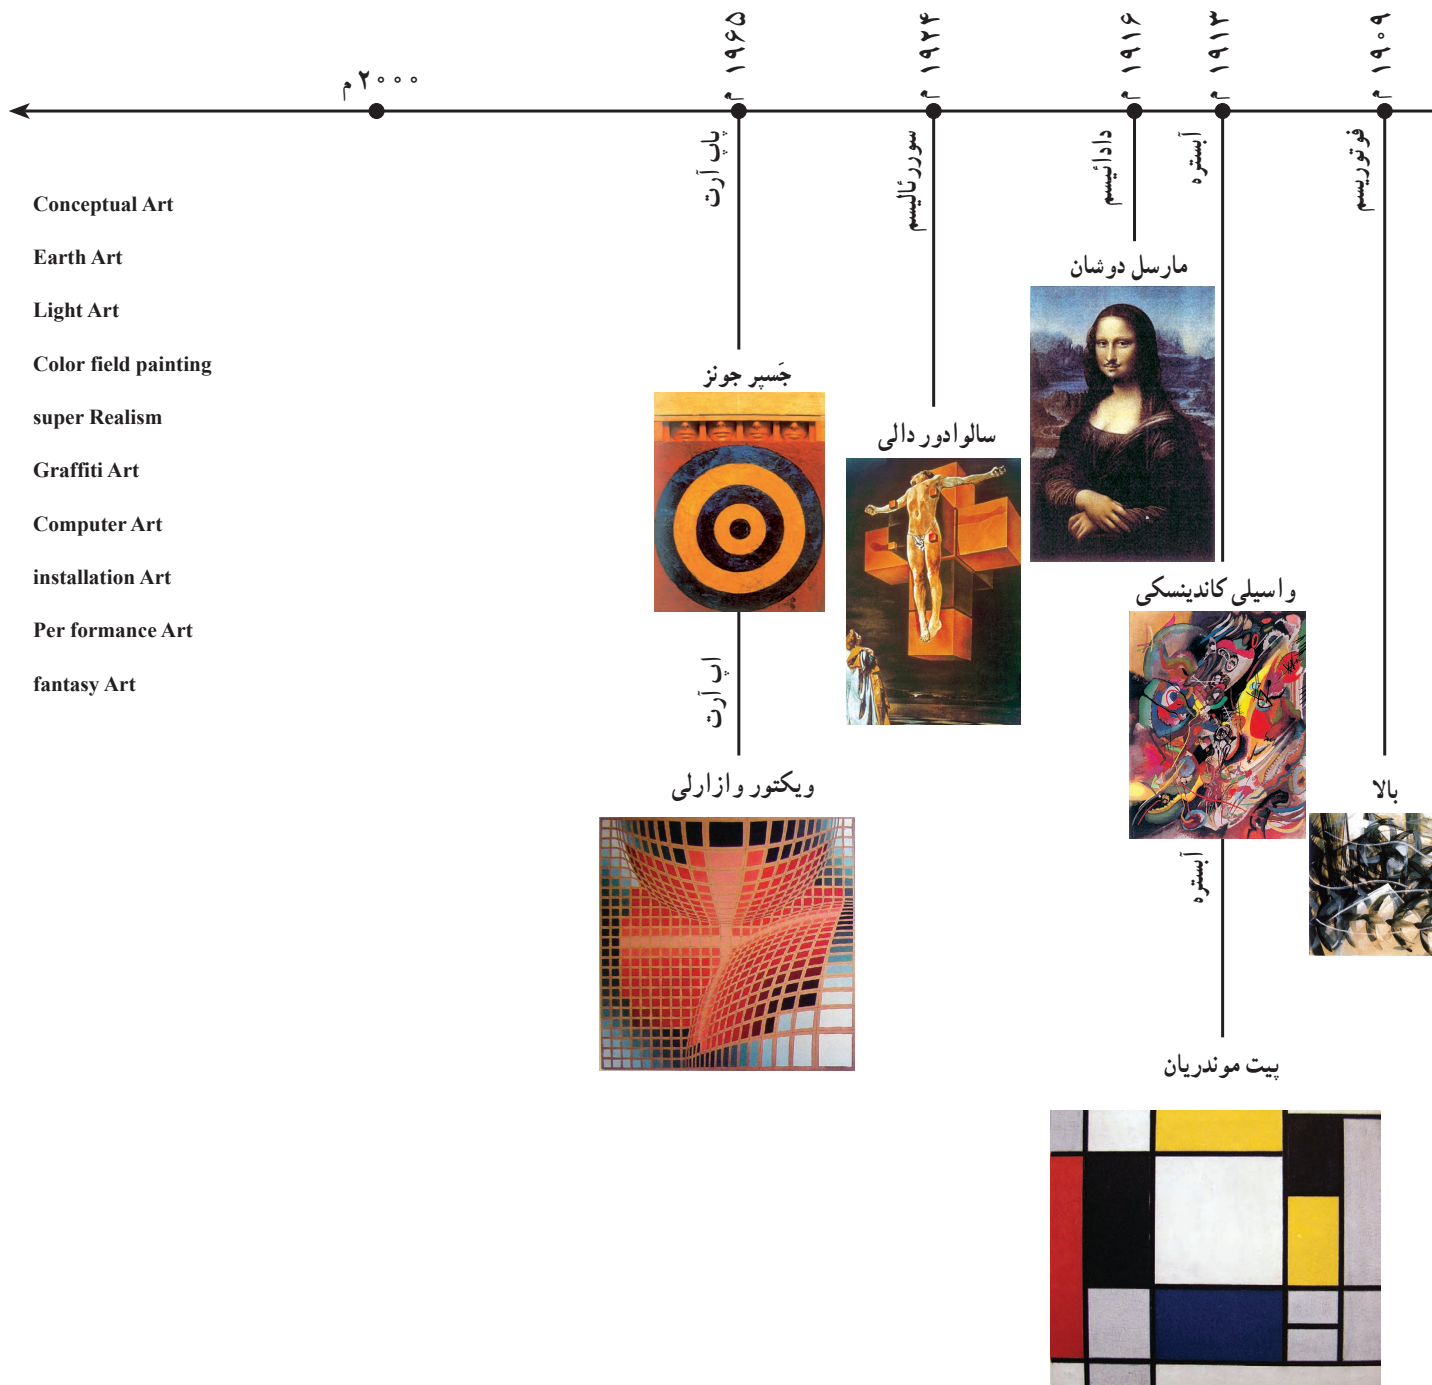 ۱۹۰۹ م
۱۹۱۳ م
۱۹۱۶ م
۱۹۲۴ م
۱۹۶۵ م
۲۰۰۰ م
فوتوریسم
آبستره
دادائیسم
سوررئالیسم
پاپ آرت
مارسل دوشان
جَسپر جونز
سالوادور دالی
واسیلی کاندینسکی
اپ آرت
بالا
ویکتور وازارلی
آبستره
پیت موندریان
Conceptual Art
Earth Art
Light Art
Color field painting
super Realism
Graffiti Art
Computer Art
installation Art
Per formance Art
fantasy Art